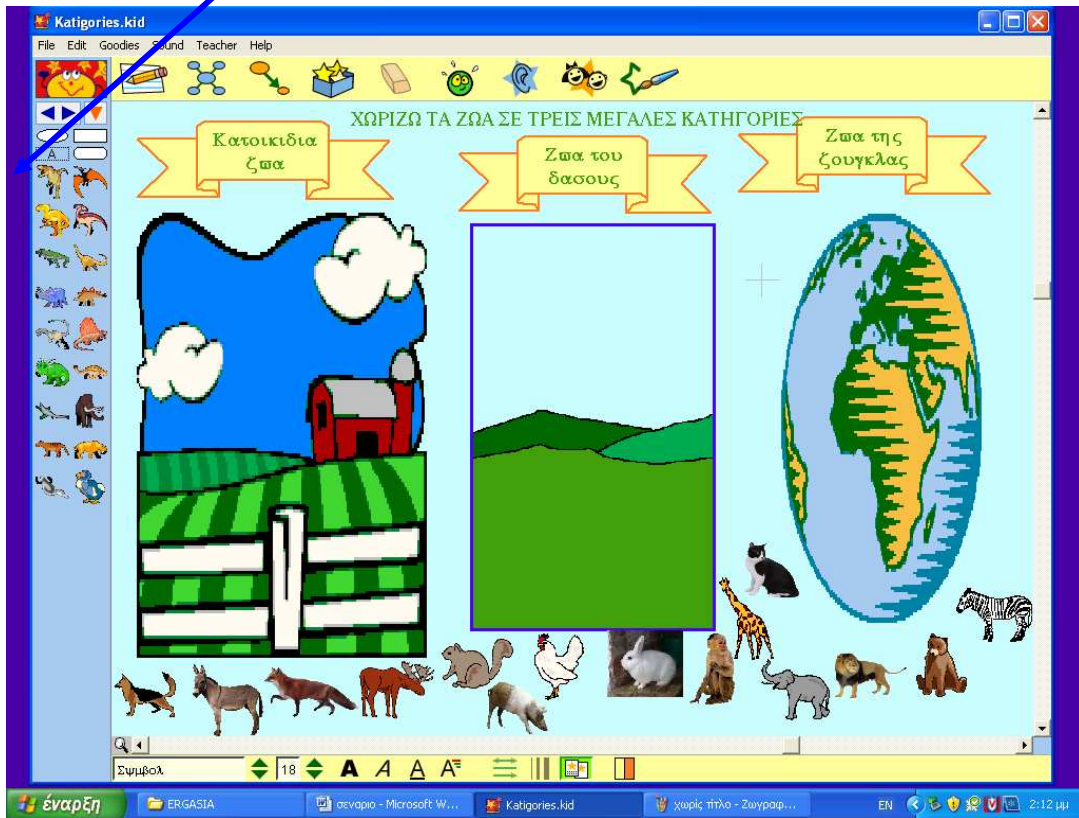 Katigories.kid
File Edit Goodies Sound Teacher Help
ΧΩΡΙΖΩ ΤΑ ΖΩΑ ΣΕ ΤΡΕΙΣ ΜΕΓΑΛΕΣ ΚΑΤΗΓΟΡΙΕΣ
Κατοικιδια
ζωα
Ζωα του
δασους
Ζωα της
ζουγκλας
A
Σψμβολ 18 A A A A
έναρξη ERGASIA σεναριο - Microsoft W... Katigories.kid χωρίς τίτλο - Ζωγραφ... EN 2:12 μμ